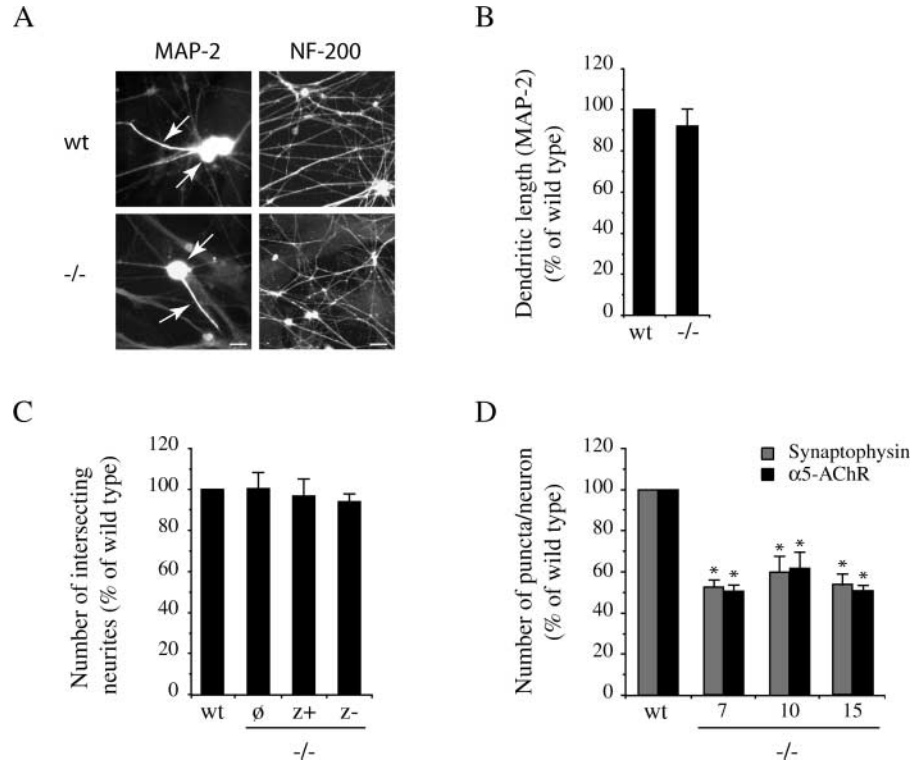 A
MAP-2 NF-200
wt
-/-
B
Dendritic length (MAP-2)
(% of wild type)
120
100
80
60
40
20
0
wt -/-
C
Number of intersecting
neurites (% of wild type)
120
100
80
60
40
20
0
wt ø z+ z-
-/-
D
Number of puncta/neuron
(% of wild type)
120
100
80
60
40
20
0
Synaptophysin
α5-AChR
* * * * * *
wt 7 10 15
-/-